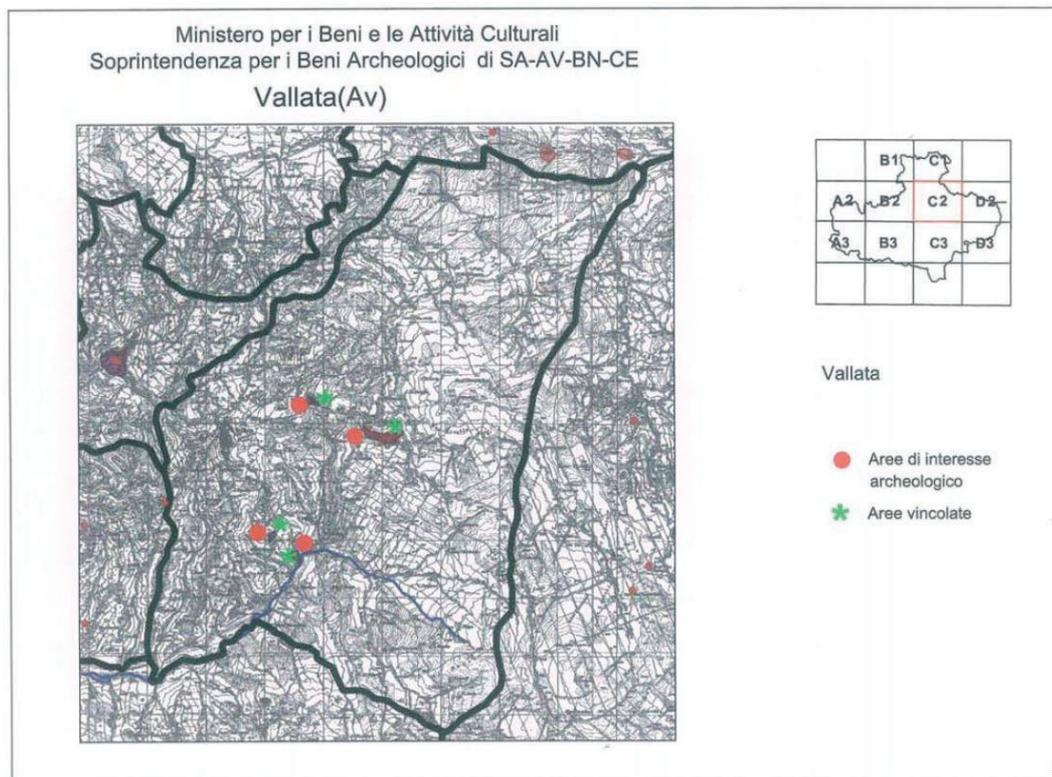 Ministero per i Beni e le Attività Culturali
Soprintendenza per i Beni Archeologici di SA-AV-BN-CE
Vallata(Av)
B1 C1
A2 B2 C2 D2
A3 B3 C3 D3
Vallata
Aree di interesse
archeologico
Aree vincolate